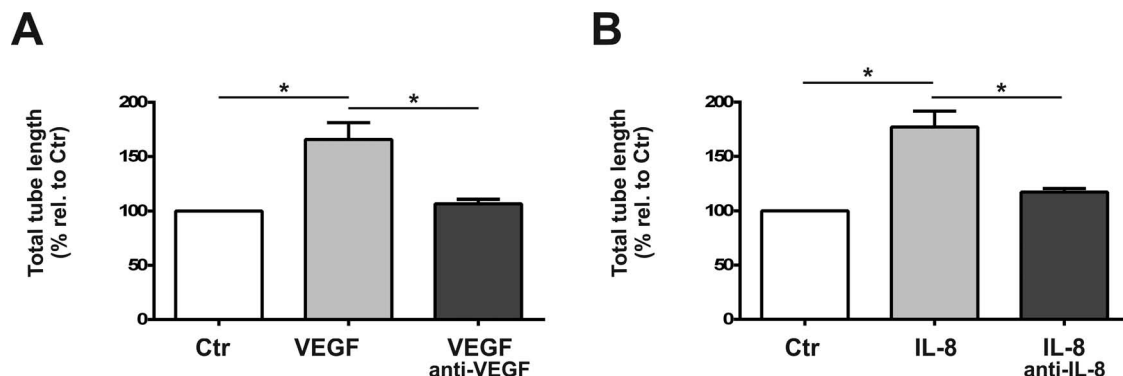 A
Total tube length
(% rel. to Ctr)
200
150
100
50
0
*
*
Ctr
VEGF
VEGF
anti-VEGF
B
Total tube length
(% rel. to Ctr)
200
150
100
50
0
*
*
Ctr
IL-8
IL-8
anti-IL-8